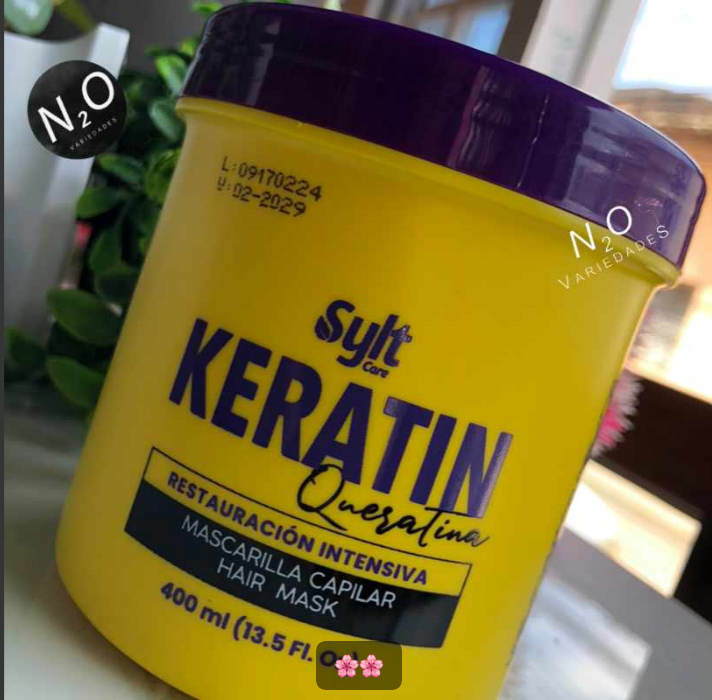 N2O
VARIEDADES
L:09170224
V:02-2029
N2O
VARIEDADES
Sylt
Care
KERATIN
Queratina
RESTAURACIÓN INTENSIVA
MASCARILLA CAPILAR
HAIR MASK
400 ml (13.5 Fl.